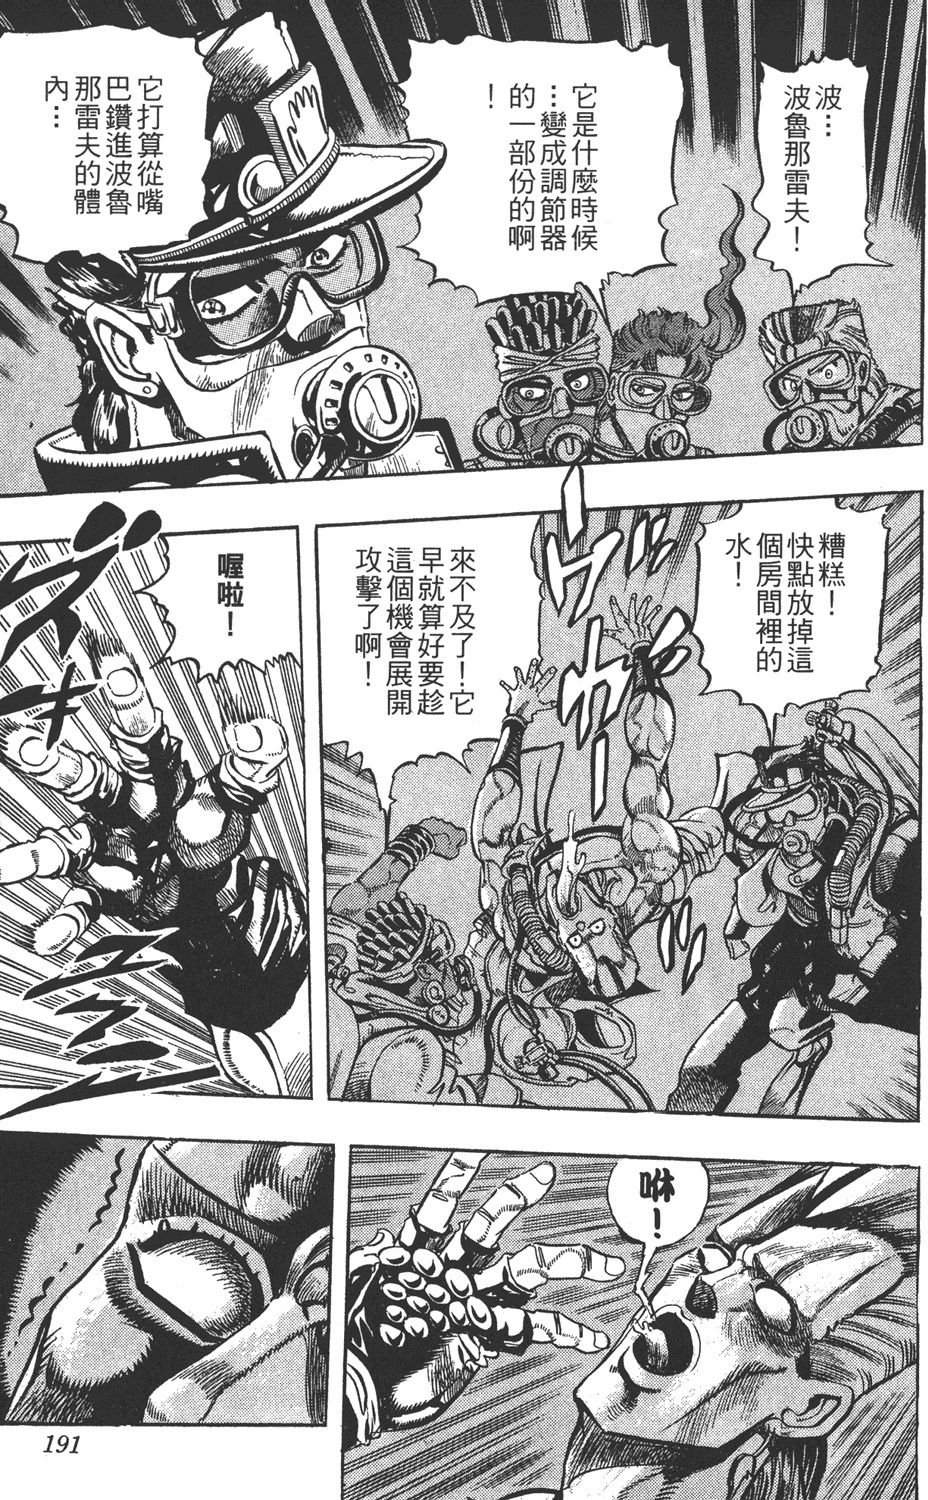 波…
波魯那雷夫！
它是什麼時候
…變成調節器
的一部份的啊
！
它打算從嘴
巴鑽進波魯
那雷夫的體
內…
糟糕！
快點放掉這
個房間裡的
水！
來不及了！它
早就算好要趁
這個機會展開
攻擊了啊！
喔啦！
咻！
191